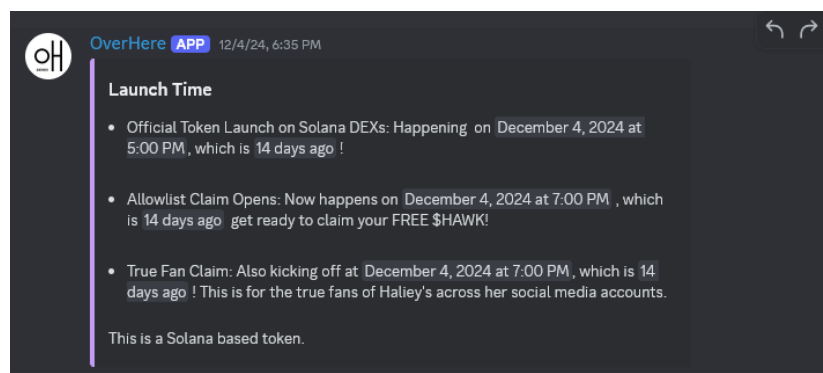 OverHere APP 12/4/24, 6:35 PM
oH
Launch Time
• Official Token Launch on Solana DEXs: Happening on December 4, 2024 at
5:00 PM, which is 14 days ago !
• Allowlist Claim Opens: Now happens on December 4, 2024 at 7:00 PM , which
is 14 days ago get ready to claim your FREE $HAWK!
• True Fan Claim: Also kicking off at December 4, 2024 at 7:00 PM, which is 14
days ago ! This is for the true fans of Haliey's across her social media accounts.
This is a Solana based token.